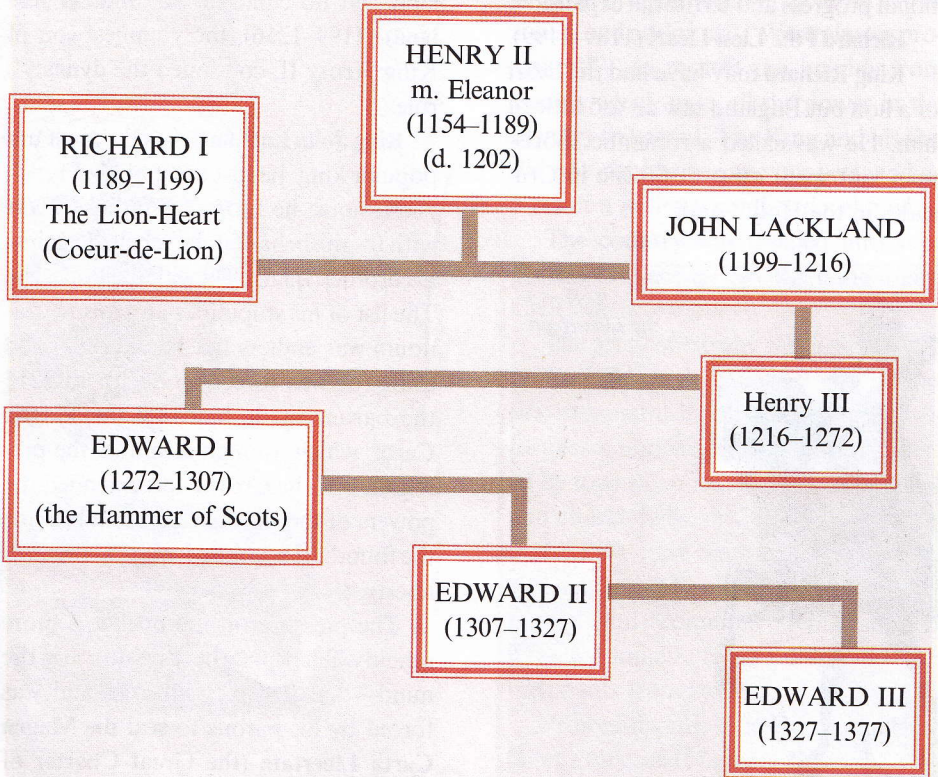 HENRY II
m. Eleanor
(1154–1189)
(d. 1202)
RICHARD I
(1189–1199)
The Lion-Heart
(Coeur-de-Lion)
JOHN LACKLAND
(1199–1216)
Henry III
(1216–1272)
EDWARD I
(1272–1307)
(the Hammer of Scots)
EDWARD II
(1307–1327)
EDWARD III
(1327–1377)